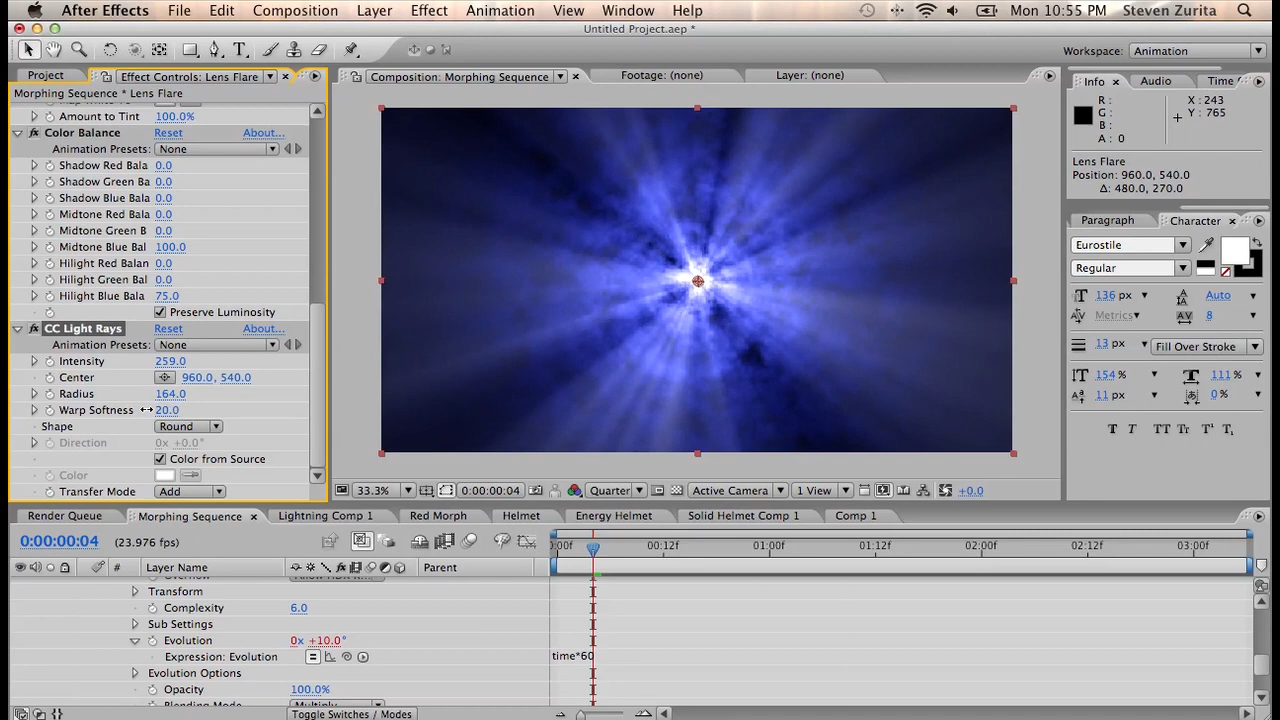 After Effects File Edit Composition Layer Effect Animation View Window Help Mon 10:55 PM Steven Zurita
Untitled Project.aep *
T Workspace: Animation
Project Effect Controls: Lens Flare Composition: Morphing Sequence Footage: (none) Layer: (none) Info Audio Time
Morphing Sequence * Lens Flare
Amount to Tint 100.0%
Color Balance Reset About...
Animation Presets: None
Shadow Red Bala 0.0
Shadow Green Ba 0.0
Shadow Blue Bala 0.0
Midtone Red Bala 0.0
Midtone Green B 0.0
Midtone Blue Bal 100.0
Hilight Red Balan 0.0
Hilight Green Bal 0.0
Hilight Blue Bala 75.0
Preserve Luminosity
CC Light Rays Reset About...
Animation Presets: None
Intensity 259.0
Center 960.0, 540.0
Radius 164.0
Warp Softness 20.0
Shape Round
Direction 0x +0.0°
Color from Source
Color
Transfer Mode Add
R : X : 243
G : Y : 765
B :
A : 0
Lens Flare
Position: 960.0, 540.0
Δ: 480.0, 270.0
Paragraph Character
Eurostile
Regular
136 px Auto
Metrics 8
13 px Fill Over Stroke
154 % 111 %
11 px 0 %
T T TT Tr T¹ T₁
33.3% 0:00:00:04 Quarter Active Camera 1 View +0.0
Render Queue Morphing Sequence Lightning Comp 1 Red Morph Helmet Energy Helmet Solid Helmet Comp 1 Comp 1
0:00:00:04 (23.976 fps)
:00f 00:12f 01:00f 01:12f 02:00f 02:12f 03:00f
# Layer Name Parent
Transform
Complexity 6.0
Sub Settings
Evolution 0x +10.0°
Expression: Evolution time*60
Evolution Options
Opacity 100.0%
Blending Mode Multiply
Toggle Switches / Modes